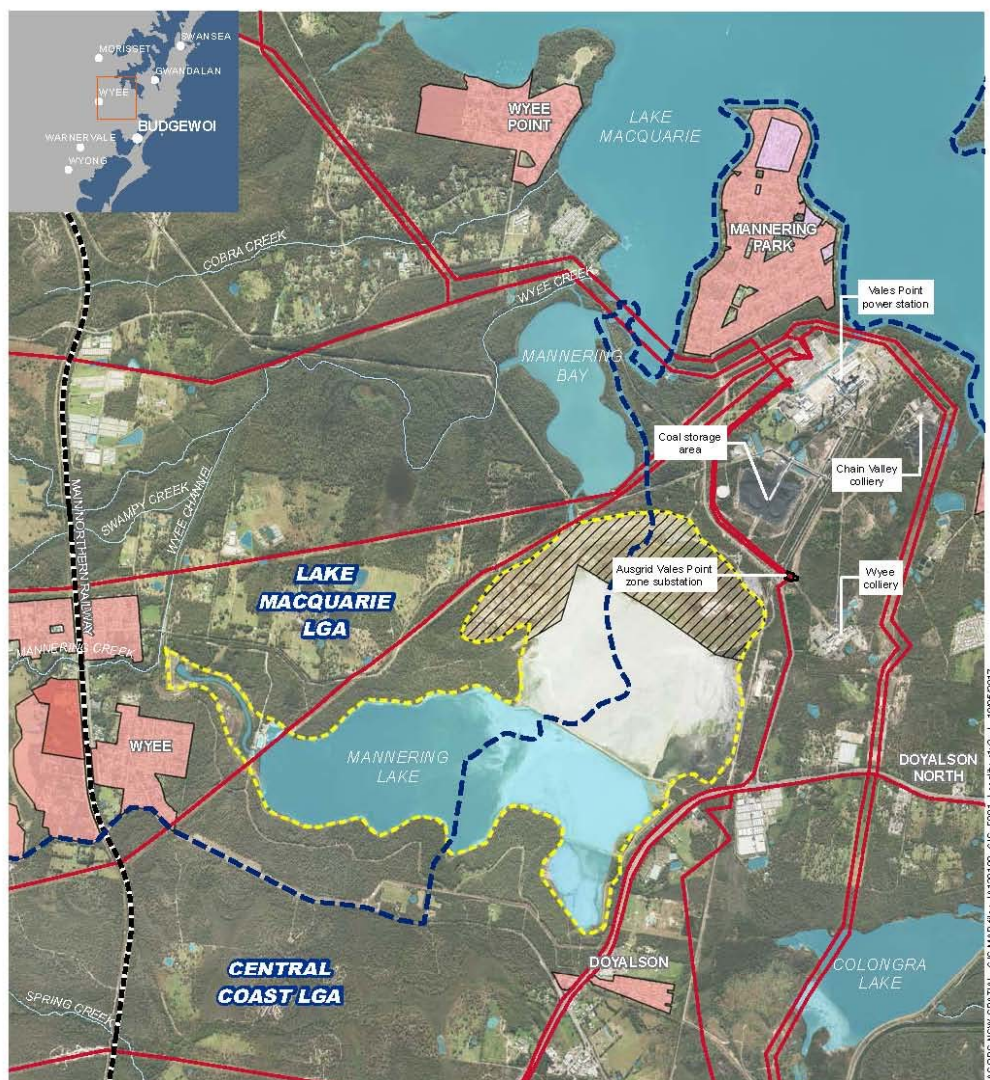 SWANSEA
MORISSET
GWANDALAN
WYEE
BUDGEWOI
WARNERVALE
WYONG
WYEE
POINT
LAKE
MACQUARIE
MANNERING
PARK
COBRA CREEK
WYEE CREEK
Vales Point
power station
MANNERING
BAY
Coal storage
area
Chain Valley
colliery
MAIN NORTHERN RAILWAY
SWAMPY CREEK
WYEE CHANNEL
Ausgrid Vales Point
zone substation
Wyee
colliery
LAKE
MACQUARIE
LGA
MANNERING CREEK
WYEE
MANNERING
LAKE
DOYALSON
NORTH
DOYALSON
COLONGRA
LAKE
CENTRAL
COAST LGA
SPRING CREEK